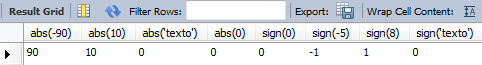 Result Grid Filter Rows: Export: Wrap Cell Content:
abs(-90) abs(10) abs('texto') abs(0) sign(0) sign(-5) sign(8) sign('texto')
90 10 0 0 0 -1 1 0